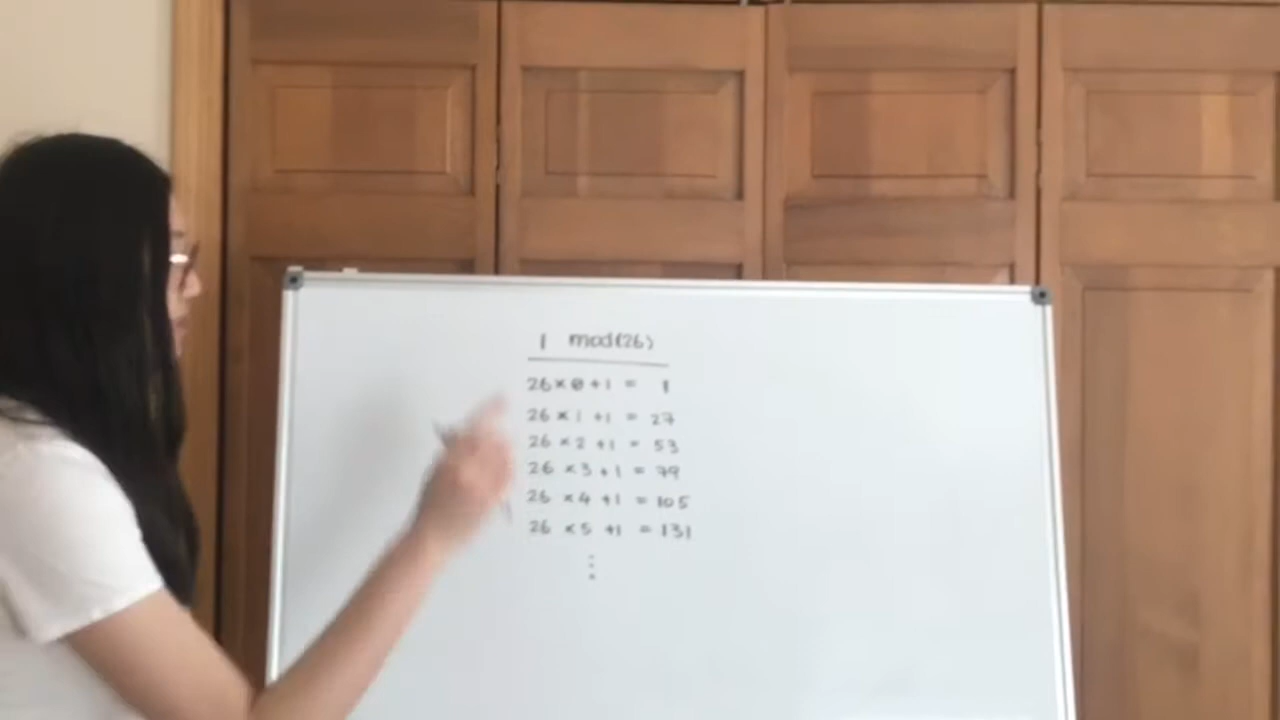 1 mod(26)
26 × 0 + 1 = 1
26 × 1 + 1 = 27
26 × 2 + 1 = 53
26 × 3 + 1 = 79
26 × 4 + 1 = 105
26 × 5 + 1 = 131
⋮